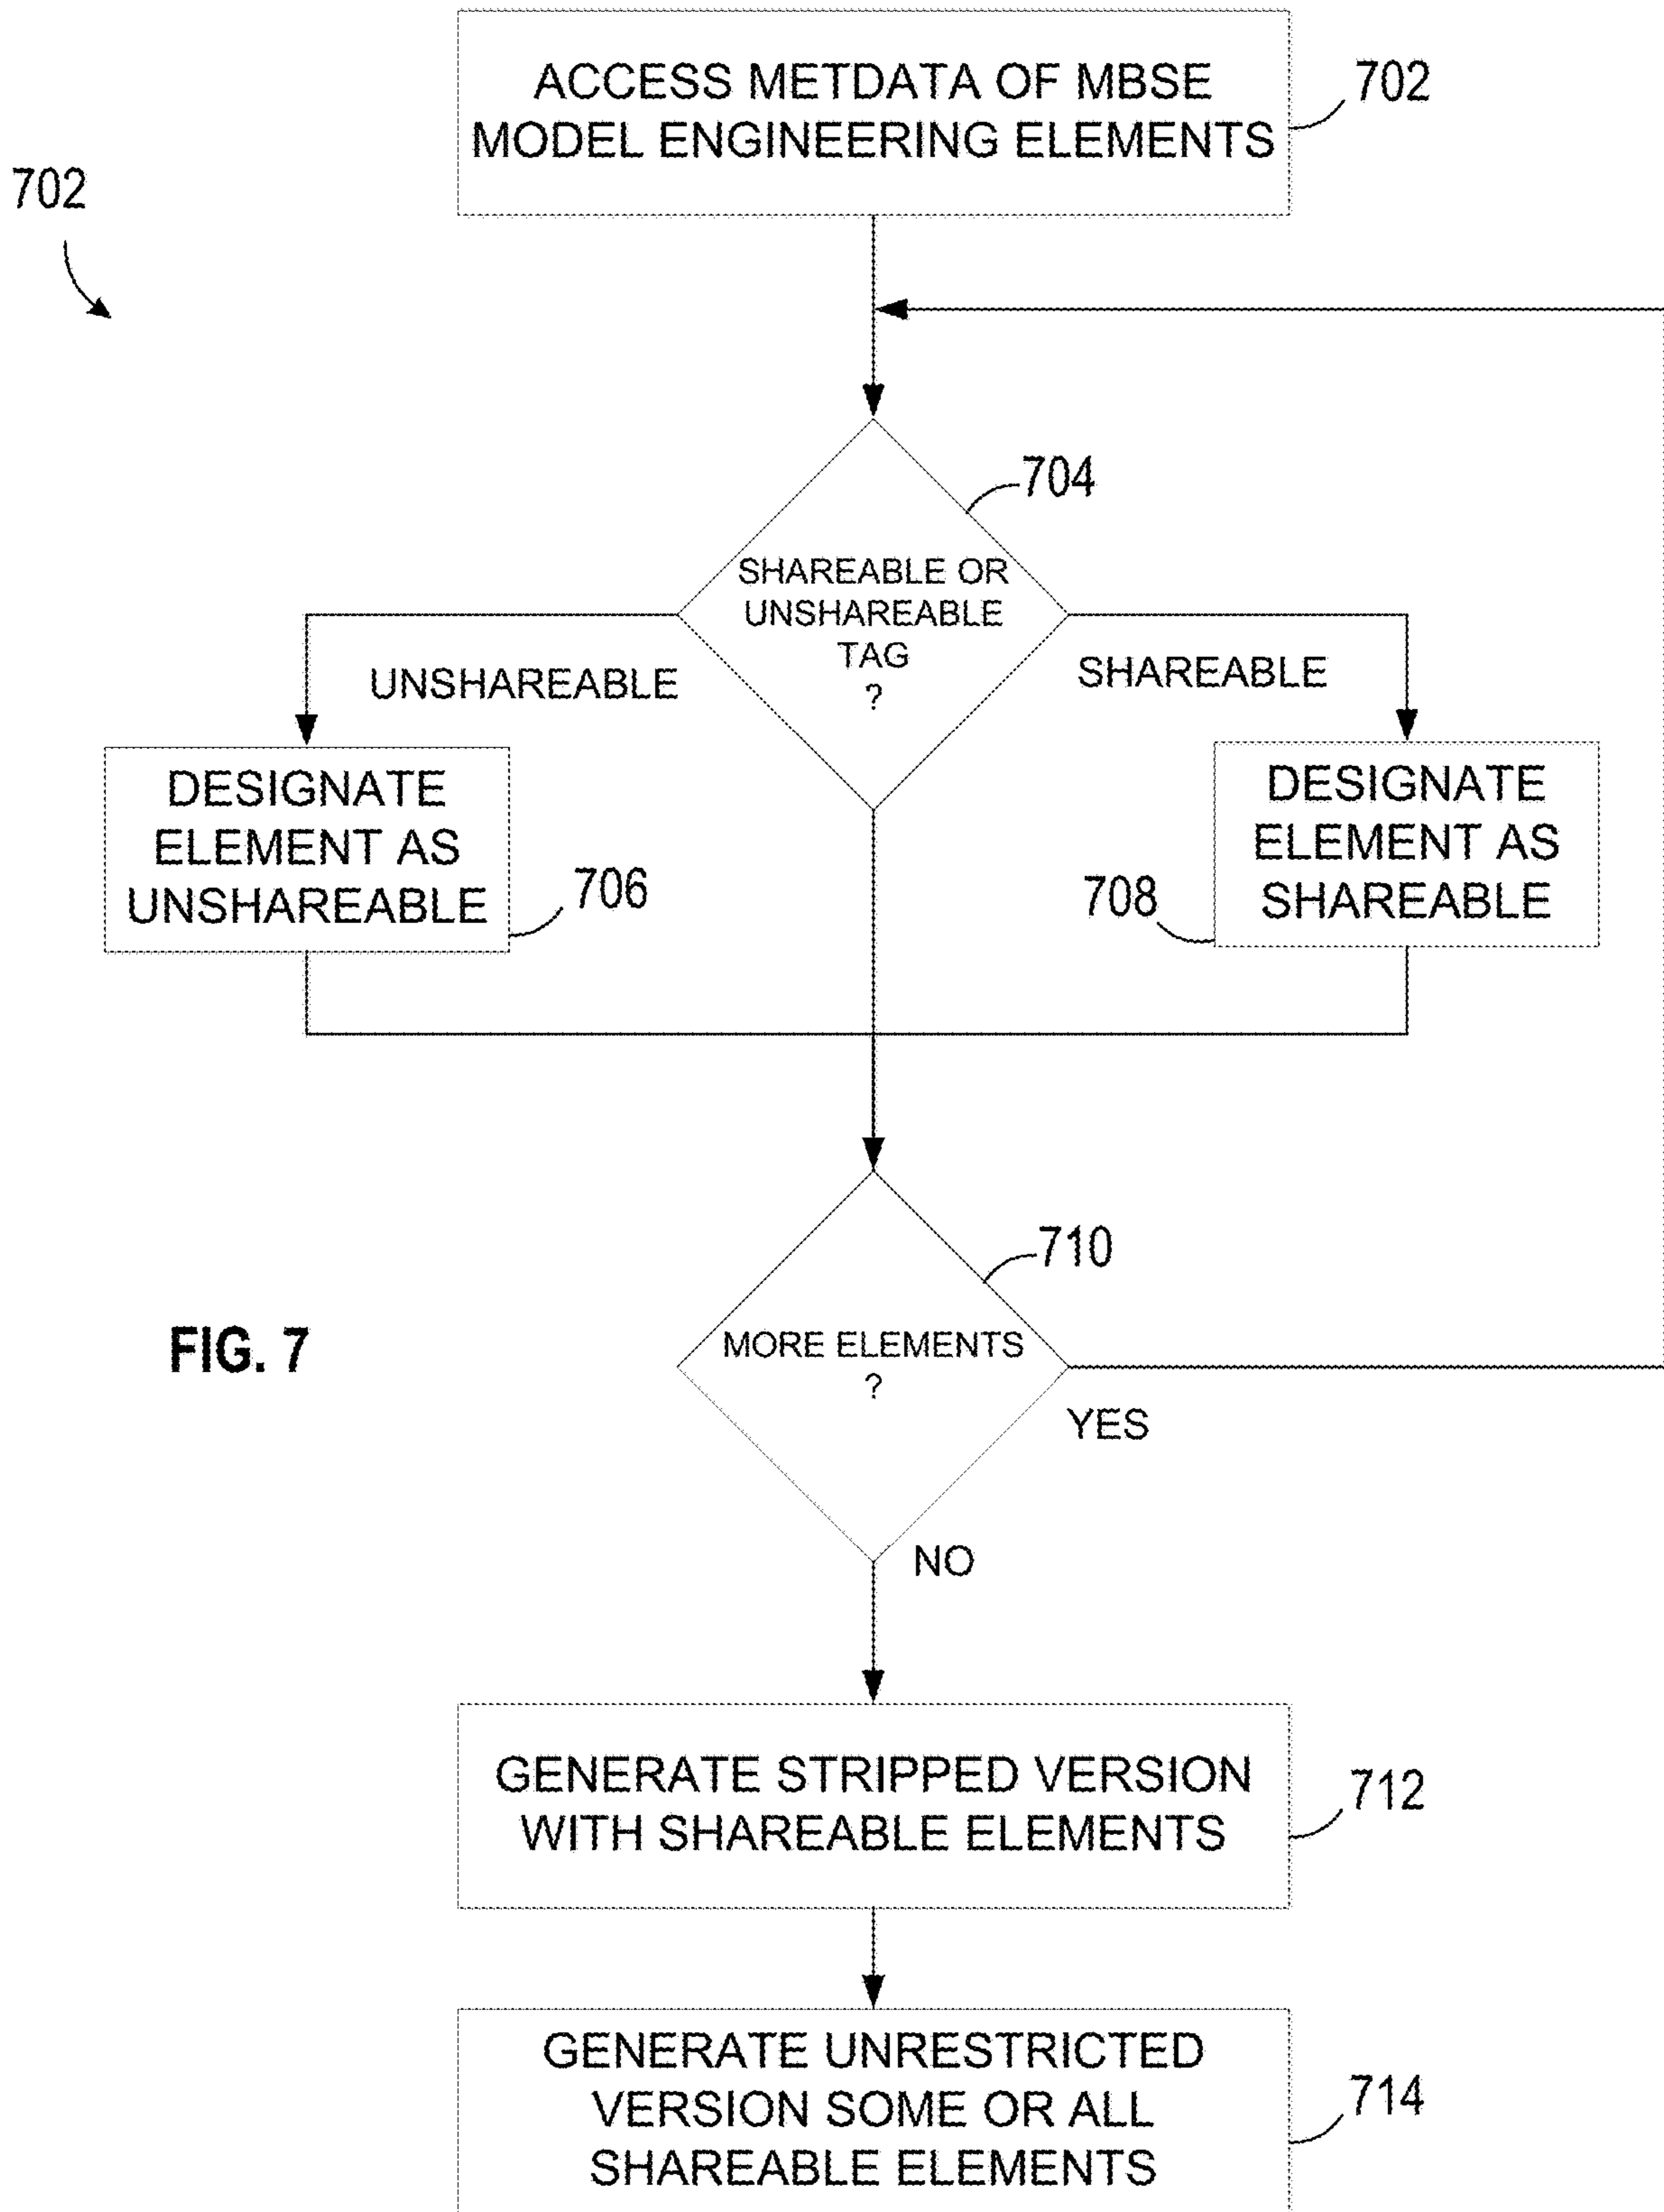 ACCESS METDATA OF MBSE
MODEL ENGINEERING ELEMENTS
702
702
704
SHAREABLE OR
UNSHAREABLE
TAG
?
UNSHAREABLE
SHAREABLE
DESIGNATE
ELEMENT AS
UNSHAREABLE
706
DESIGNATE
ELEMENT AS
SHAREABLE
708
710
MORE ELEMENTS
?
YES
NO
FIG. 7
GENERATE STRIPPED VERSION
WITH SHAREABLE ELEMENTS
712
GENERATE UNRESTRICTED
VERSION SOME OR ALL
SHAREABLE ELEMENTS
714